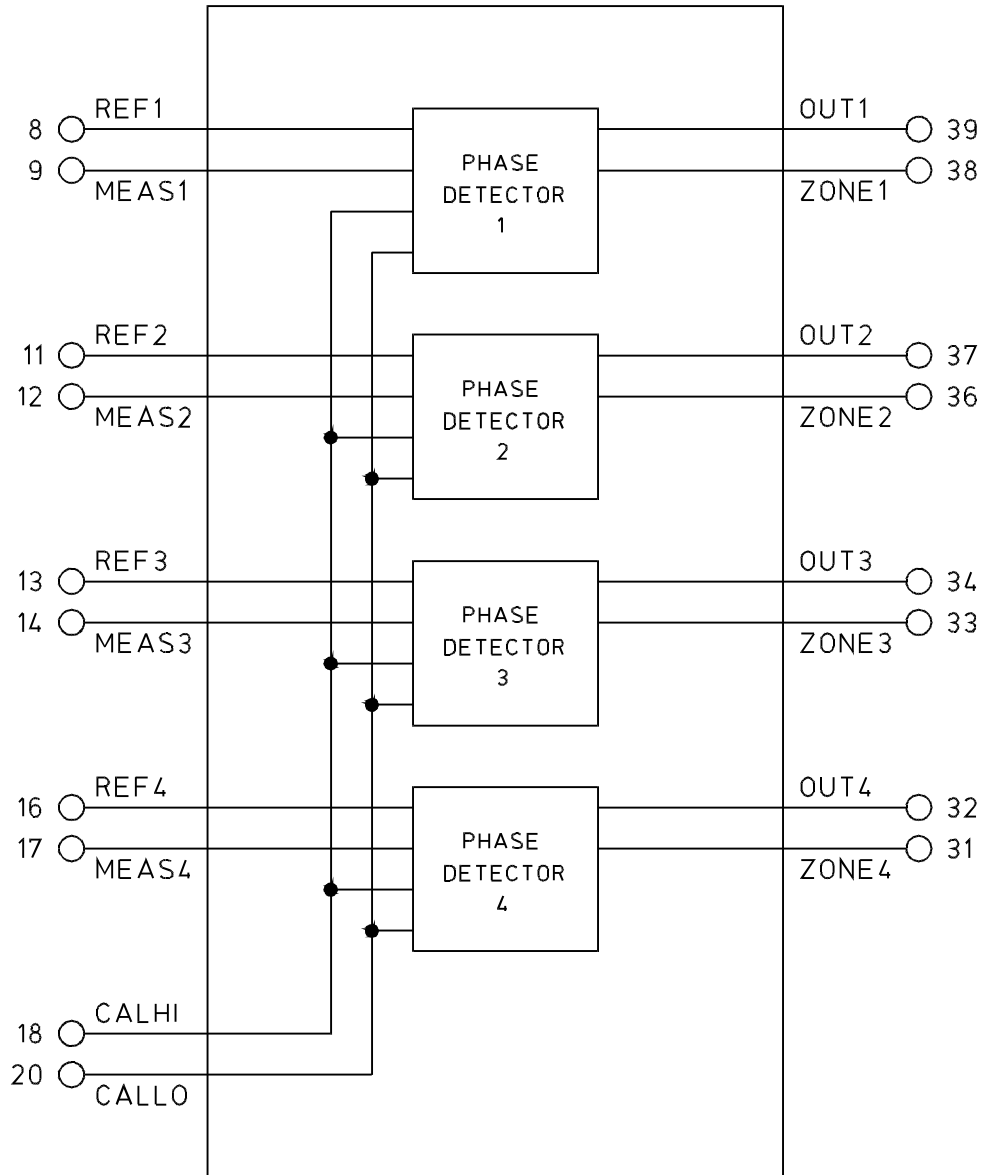 REF1 OUT1
8 39
9 PHASE 38
MEAS1 DETECTOR ZONE1
1
REF2 OUT2
11 37
12 PHASE 36
MEAS2 DETECTOR ZONE2
2
REF3 OUT3
13 34
14 PHASE 33
MEAS3 DETECTOR ZONE3
3
REF4 OUT4
16 32
17 PHASE 31
MEAS4 DETECTOR ZONE4
4
CALHI
18
20
CALLO